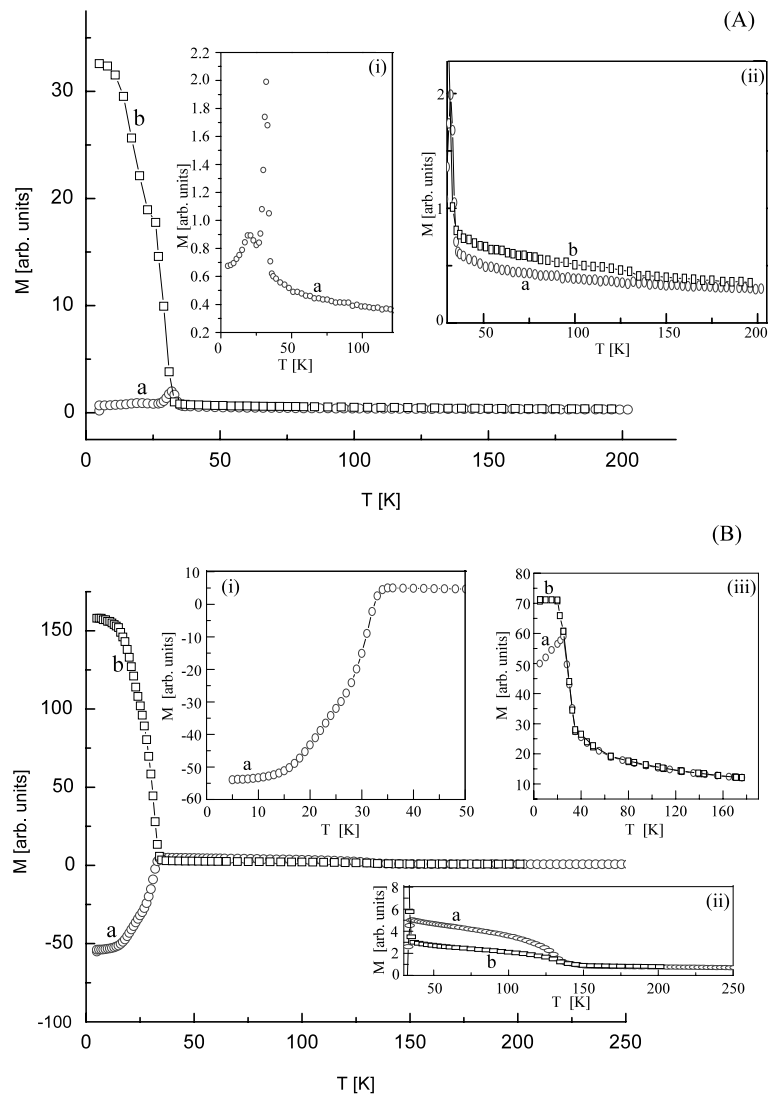 (A)
30
20
10
0
M [arb. units]
0 50 100 150 200
T [K]
b
a
(i)
2.2
2.0
1.8
1.6
1.4
1.2
1.0
0.8
0.6
0.4
0.2
M [arb. units]
a
50 100
T [K]
(ii)
2
1
0
M [arb. units]
b
a
50 100 150 200
T [K]
(B)
150
100
50
0
-50
-100
M [arb. units]
b
a
0 50 100 150 200 250
T [K]
(i)
10
0
-10
-20
-30
-40
-50
-60
M [arb. units]
a
0 10 20 30 40 50
T [K]
(iii)
80
70
60
50
40
30
20
10
M [arb. units]
b
a
0 40 80 120 160
T [K]
(ii)
8
6
4
2
0
M [arb. units]
a
b
50 100 150 200 250
T [K]